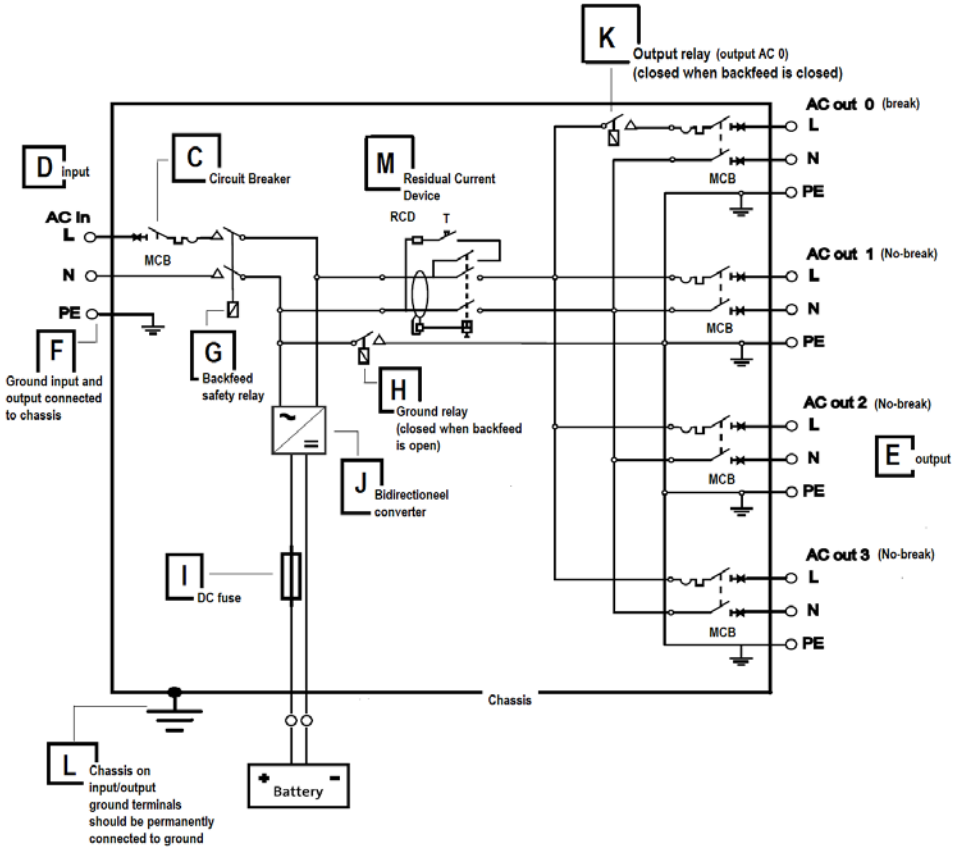 K
Output relay (output AC 0)
(closed when backfeed is closed)
AC out 0 (break)
L
N
MCB
PE
D
input
C
Circuit Breaker
M
Residual Current
Device
RCD
T
AC In
L
MCB
N
PE
AC out 1 (No-break)
L
N
MCB
PE
F
Ground input and
output connected
to chassis
G
Backfeed
safety relay
H
Ground relay
(closed when backfeed
is open)
AC out 2 (No-break)
L
N
MCB
PE
E
output
J
Bidirectioneel
converter
I
DC fuse
AC out 3 (No-break)
L
N
MCB
PE
Chassis
L
Chassis on
input/output
ground terminals
should be permanently
connected to ground
+ -
Battery